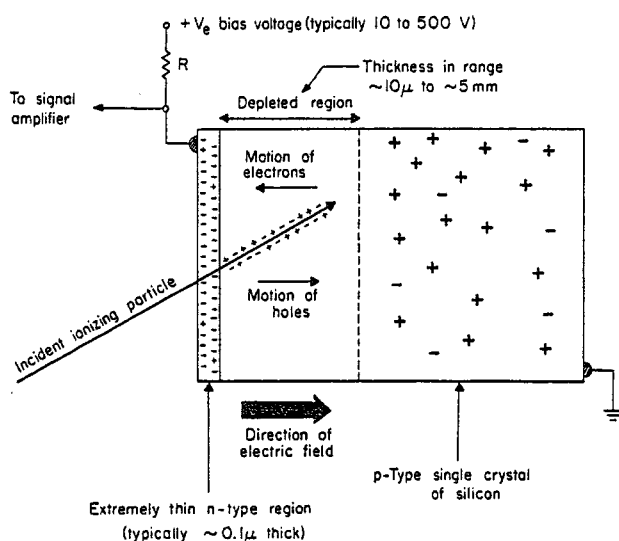 + Ve bias voltage (typically 10 to 500 V)
R
To signal
amplifier
Thickness in range
~10μ to ~5mm
Depleted region
Motion of
electrons
Incident ionizing particle
Motion of
holes
Direction of
electric field
p-Type single crystal
of silicon
Extremely thin n-type region
(typically ~0.1μ thick)